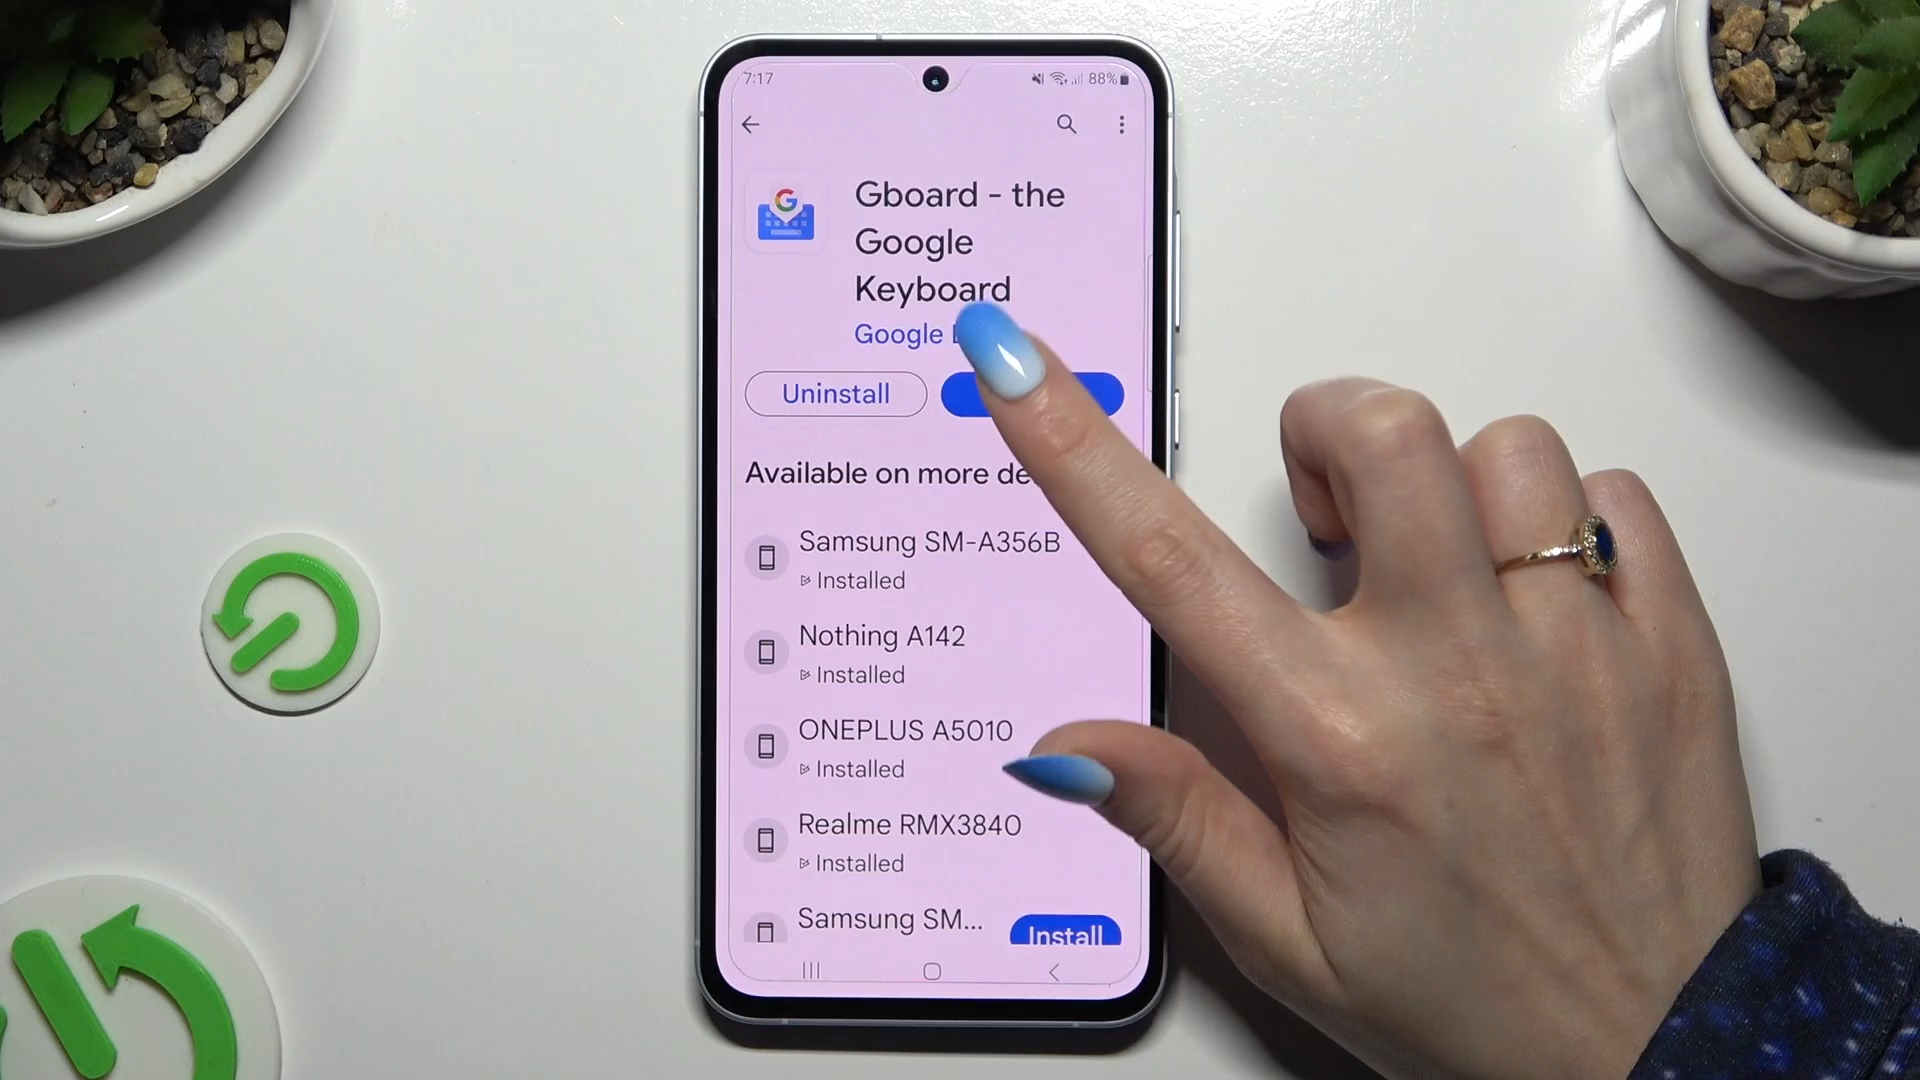 7:17
88%
Gboard - the
Google
Keyboard
Google
Uninstall
Available on more
Samsung SM-A356B
Installed
Nothing A142
Installed
ONEPLUS A5010
Installed
Realme RMX3840
Installed
Samsung SM...
Install